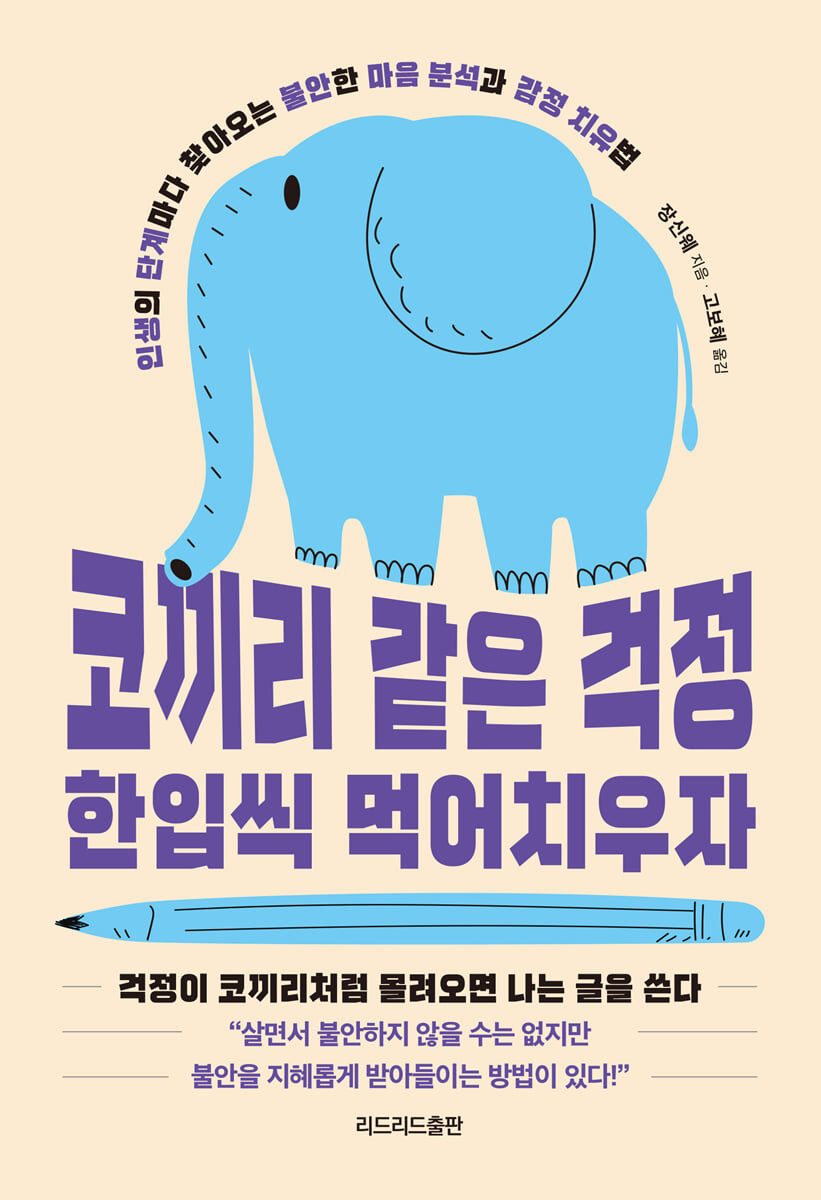 인생의 단계마다 찾아오는 불안한 마음 분석과 감정 치유법
장신웨 지음 · 고보혜 옮김
코끼리 같은 걱정
한입씩 먹어치우자
걱정이 코끼리처럼 몰려오면 나는 글을 쓴다
“살면서 불안하지 않을 수는 없지만
불안을 지혜롭게 받아들이는 방법이 있다!”
리드리드출판